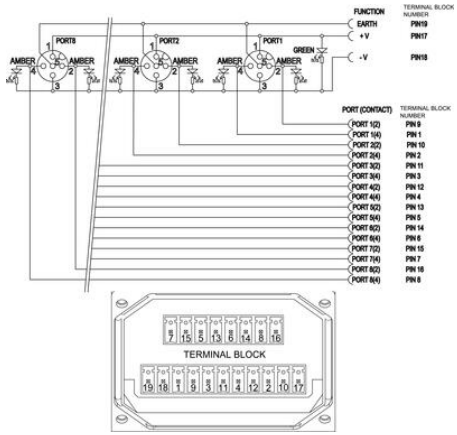 FUNCTION TERMINAL BLOCK NUMBER
EARTH PIN19
+ V PIN17
- V PIN18
PORT8 PORT2 PORT1
GREEN
AMBER AMBER AMBER AMBER AMBER AMBER
1 1 1
4 5 2 4 5 2 4 5 2
3 3 3
PORT (CONTACT) TERMINAL BLOCK NUMBER
PORT 1(2) PIN 9
PORT 1(4) PIN 1
PORT 2(2) PIN 10
PORT 2(4) PIN 2
PORT 3(2) PIN 11
PORT 3(4) PIN 3
PORT 4(2) PIN 12
PORT 4(4) PIN 4
PORT 5(2) PIN 13
PORT 5(4) PIN 5
PORT 6(2) PIN 14
PORT 6(4) PIN 6
PORT 7(2) PIN 15
PORT 7(4) PIN 7
PORT 8(2) PIN 16
PORT 8(4) PIN 8
7 15 5 13 6 14 8 16
TERMINAL BLOCK
19 18 1 9 3 11 4 12 2 10 17